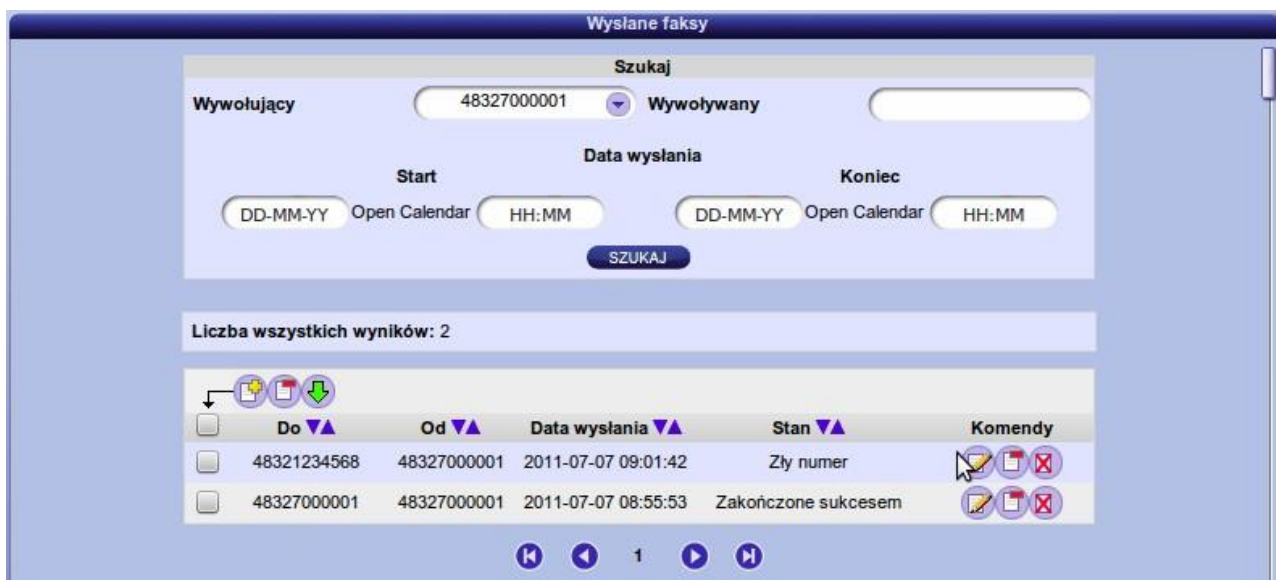 Wysłane faksy
Szukaj
Wywołujący 48327000001 Wywoływany
Data wysłania
Start Koniec
DD-MM-YY Open Calendar HH:MM DD-MM-YY Open Calendar HH:MM
SZUKAJ
Liczba wszystkich wyników: 2
Do Od Data wysłania Stan Komendy
48321234568 48327000001 2011-07-07 09:01:42 Zły numer
48327000001 48327000001 2011-07-07 08:55:53 Zakończone sukcesem
1